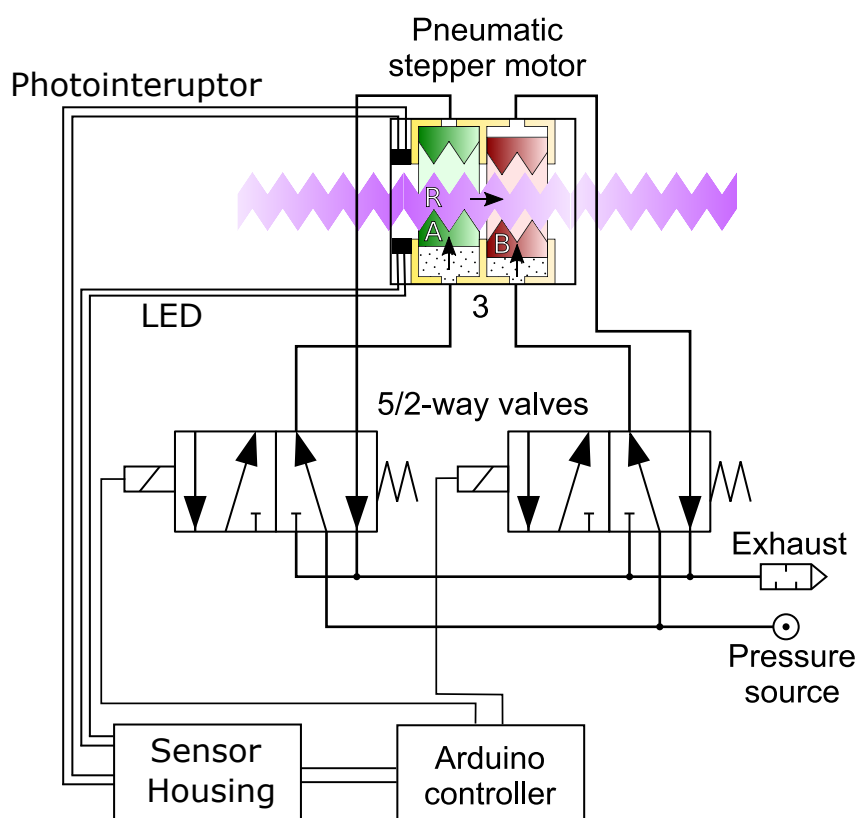 Pneumatic
stepper motor
Photointeruptor
R
A
B
LED
3
5/2-way valves
Exhaust
Pressure
source
Sensor
Housing
Arduino
controller